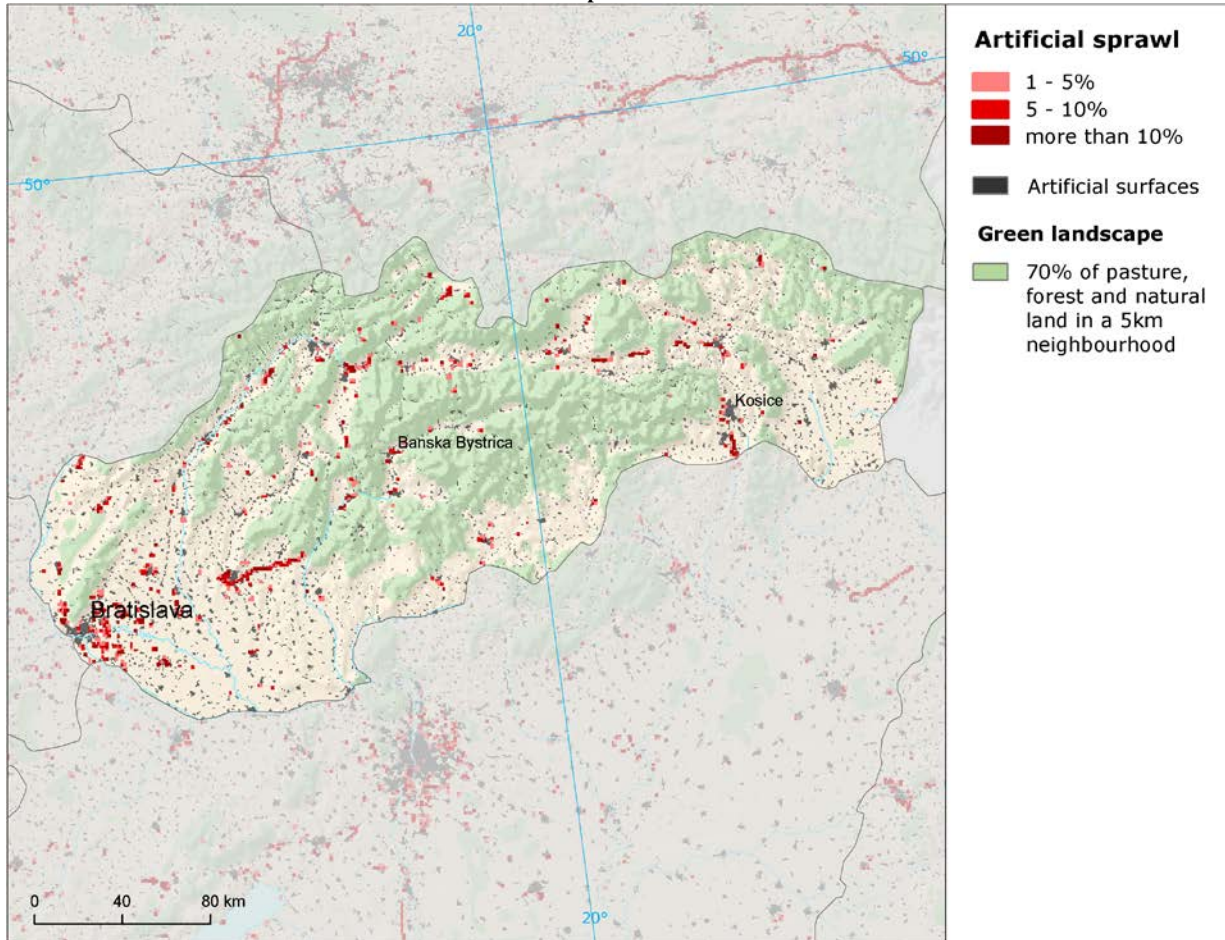 20°
50°
50°
Kosice
Banska Bystrica
Bratislava
0 40 80 km
20°
Artificial sprawl
1 - 5%
5 - 10%
more than 10%
Artificial surfaces
Green landscape
70% of pasture,
forest and natural
land in a 5km
neighbourhood